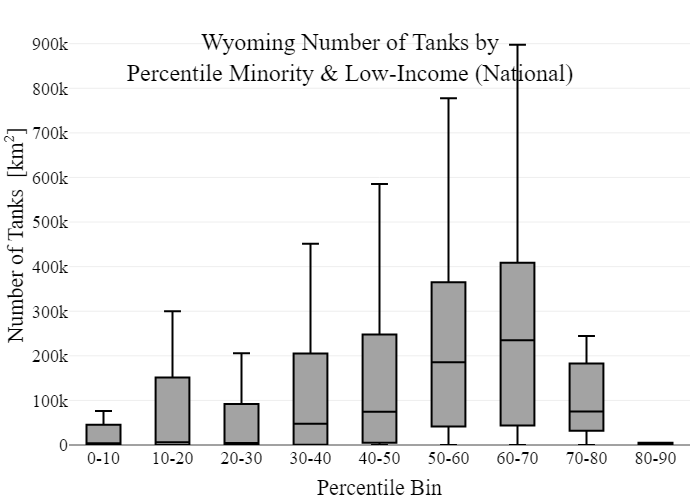 Wyoming Number of Tanks by
Percentile Minority & Low-Income (National)
Number of Tanks [km²]
900k
800k
700k
600k
500k
400k
300k
200k
100k
0
0-10 10-20 20-30 30-40 40-50 50-60 60-70 70-80 80-90
Percentile Bin